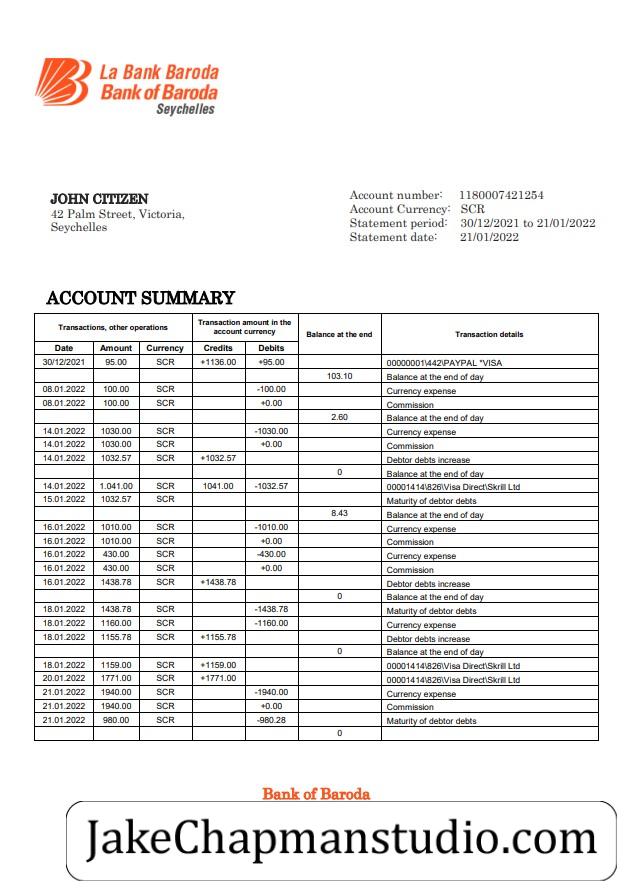 La Bank Baroda
Bank of Baroda
Seychelles
JOHN CITIZEN
42 Palm Street, Victoria,
Seychelles
Account number: 1180007421254
Account Currency: SCR
Statement period: 30/12/2021 to 21/01/2022
Statement date: 21/01/2022
ACCOUNT SUMMARY
Transactions, other operations Transaction amount in the account currency Balance at the end Transaction details
Date Amount Currency Credits Debits
30/12/2021 95.00 SCR +1136.00 +95.00 00000001\442\PAYPAL "VISA
103.10 Balance at the end of day
08.01.2022 100.00 SCR -100.00 Currency expense
08.01.2022 100.00 SCR +0.00 Commission
2.60 Balance at the end of day
14.01.2022 1030.00 SCR -1030.00 Currency expense
14.01.2022 1030.00 SCR +0.00 Commission
14.01.2022 1032.57 SCR +1032.57 Debtor debts increase
0 Balance at the end of day
14.01.2022 1.041.00 SCR 1041.00 -1032.57 00001414\826\Visa Direct\Skrill Ltd
15.01.2022 1032.57 SCR Maturity of debtor debts
8.43 Balance at the end of day
16.01.2022 1010.00 SCR -1010.00 Currency expense
16.01.2022 1010.00 SCR +0.00 Commission
16.01.2022 430.00 SCR -430.00 Currency expense
16.01.2022 430.00 SCR +0.00 Commission
16.01.2022 1438.78 SCR +1438.78 Debtor debts increase
0 Balance at the end of day
18.01.2022 1438.78 SCR -1438.78 Maturity of debtor debts
18.01.2022 1160.00 SCR -1160.00 Currency expense
18.01.2022 1155.78 SCR +1155.78 Debtor debts increase
0 Balance at the end of day
18.01.2022 1159.00 SCR +1159.00 00001414\826\Visa Direct\Skrill Ltd
20.01.2022 1771.00 SCR +1771.00 00001414\826\Visa Direct\Skrill Ltd
21.01.2022 1940.00 SCR -1940.00 Currency expense
21.01.2022 1940.00 SCR +0.00 Commission
21.01.2022 980.00 SCR -980.28 Maturity of debtor debts
0
Bank of Baroda
JakeChapmanstudio.com